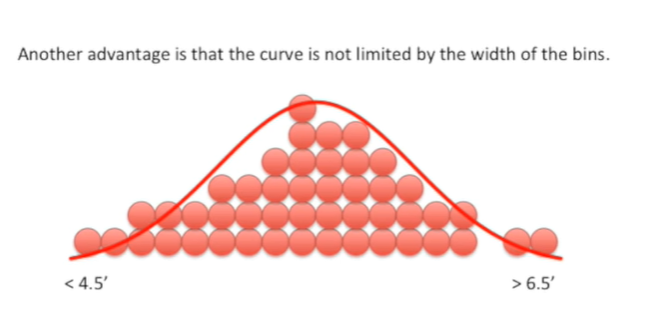 Another advantage is that the curve is not limited by the width of the bins.
< 4.5′
> 6.5′